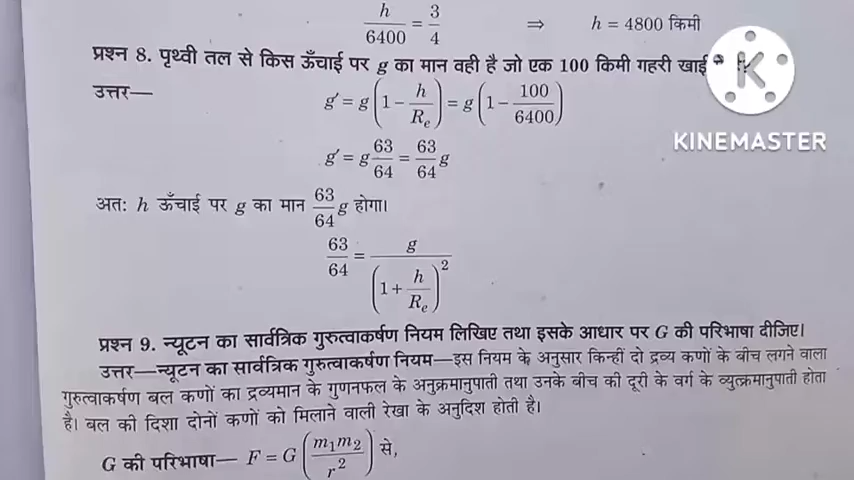 h/6400 = 3/4 ⇒ h = 4800 किमी
प्रश्न 8. पृथ्वी तल से किस ऊँचाई पर g का मान वही है जो एक 100 किमी गहरी खाई
उत्तर— g′ = g(1 − h/Rₑ) = g(1 − 100/6400)
g′ = g 63/64 = 63/64 g
अतः h ऊँचाई पर g का मान 63/64 g होगा।
63/64 = g/(1 + h/Rₑ)²
प्रश्न 9. न्यूटन का सार्वत्रिक गुरुत्वाकर्षण नियम लिखिए तथा इसके आधार पर G की परिभाषा दीजिए।
उत्तर—न्यूटन का सार्वत्रिक गुरुत्वाकर्षण नियम—इस नियम के अनुसार किन्हीं दो द्रव्य कणों के बीच लगने वाला
गुरुत्वाकर्षण बल कणों का द्रव्यमान के गुणनफल के अनुक्रमानुपाती तथा उनके बीच की दूरी के वर्ग के व्युत्क्रमानुपाती होता
है। बल की दिशा दोनों कणों को मिलाने वाली रेखा के अनुदिश होती है।
G की परिभाषा— F = G(m₁m₂/r²) से,
KINEMASTER